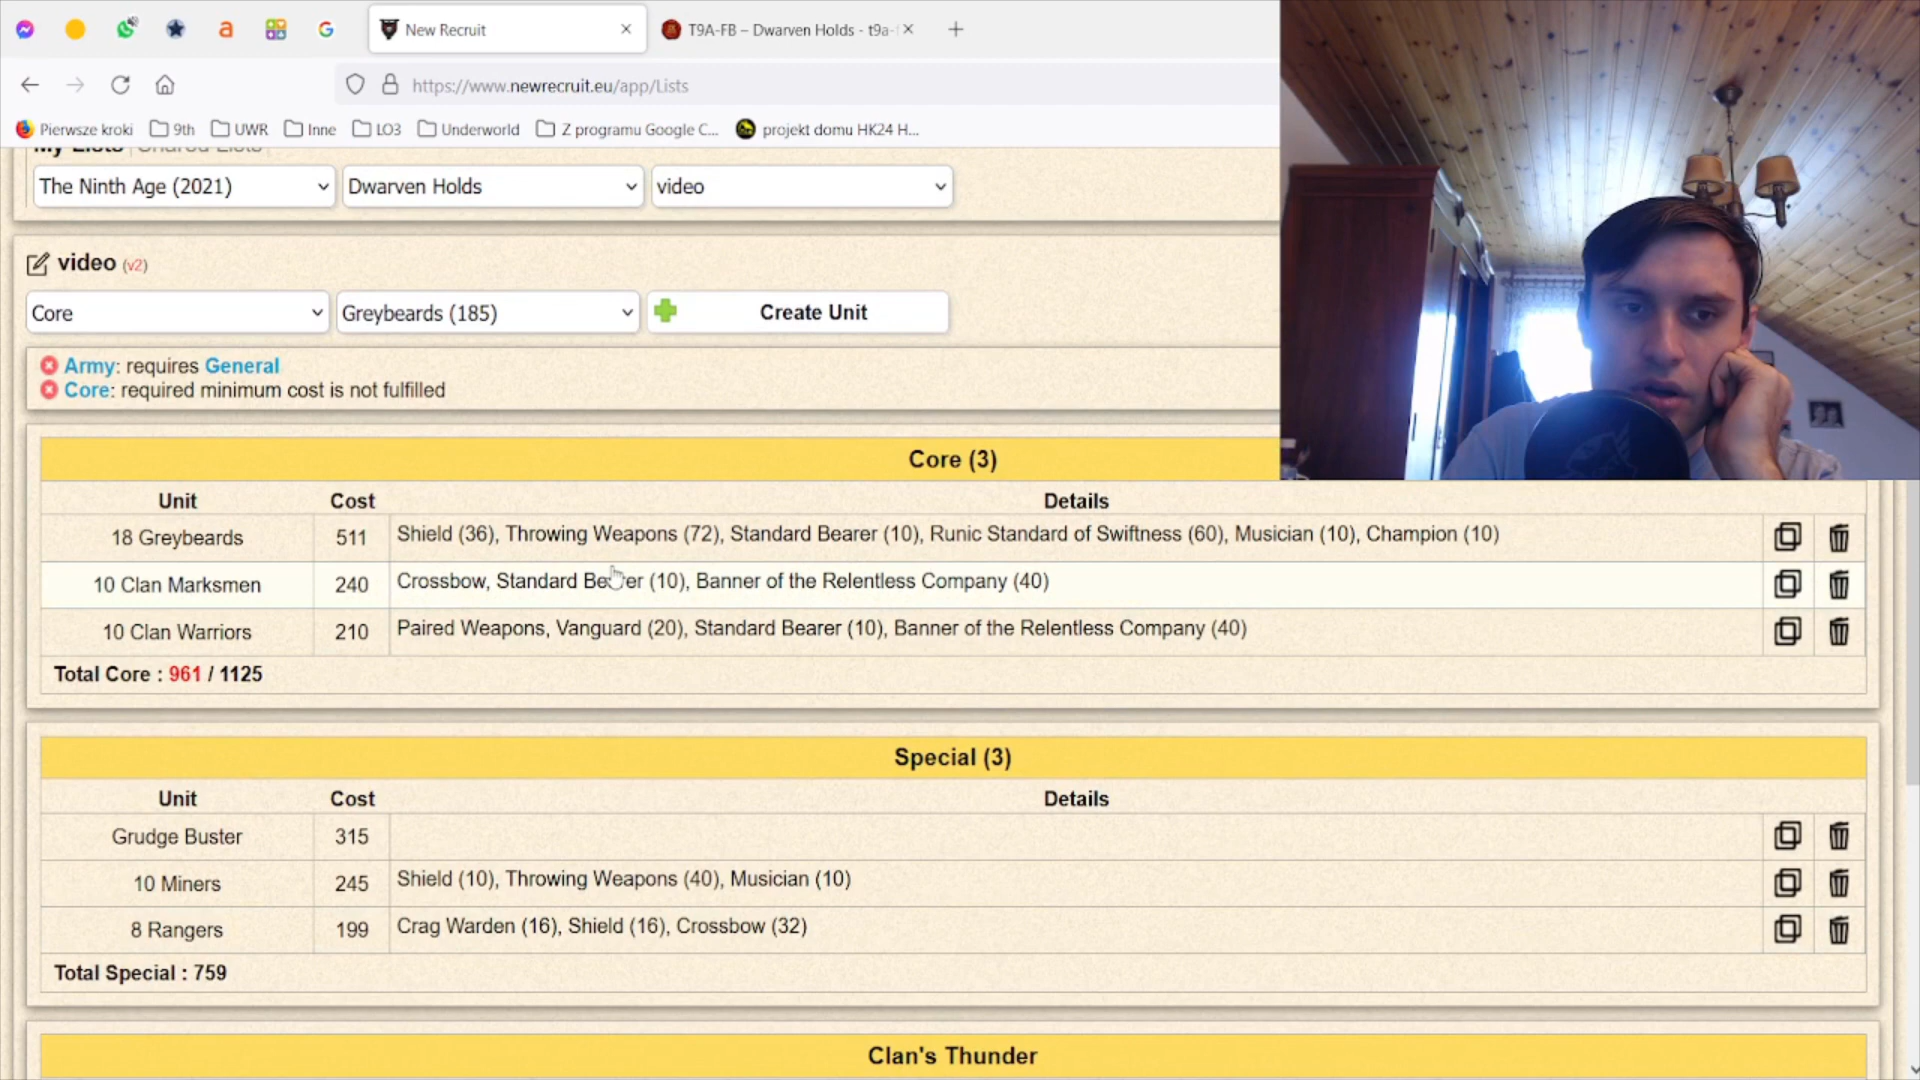 New Recruit
T9A-FB – Dwarven Holds - t9a-
https://www.newrecruit.eu/app/Lists
Pierwsze kroki 9th UWR Inne LO3 Underworld Z programu Google C... projekt domu HK24 H...
My Lists Shared Lists
The Ninth Age (2021) Dwarven Holds video
video (v2)
Core Greybeards (185) Create Unit
Army: requires General
Core: required minimum cost is not fulfilled
Core (3)
Unit Cost Details
18 Greybeards 511 Shield (36), Throwing Weapons (72), Standard Bearer (10), Runic Standard of Swiftness (60), Musician (10), Champion (10)
10 Clan Marksmen 240 Crossbow, Standard Bearer (10), Banner of the Relentless Company (40)
10 Clan Warriors 210 Paired Weapons, Vanguard (20), Standard Bearer (10), Banner of the Relentless Company (40)
Total Core : 961 / 1125
Special (3)
Unit Cost Details
Grudge Buster 315
10 Miners 245 Shield (10), Throwing Weapons (40), Musician (10)
8 Rangers 199 Crag Warden (16), Shield (16), Crossbow (32)
Total Special : 759
Clan's Thunder